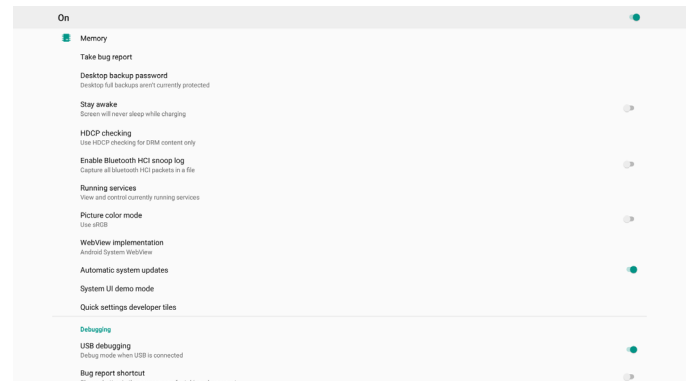 On
Memory
Take bug report
Desktop backup password
Desktop full backups aren't currently protected
Stay awake
Screen will never sleep while charging
HDCP checking
Use HDCP checking for DRM content only
Enable Bluetooth HCI snoop log
Capture all bluetooth HCI packets in a file
Running services
View and control currently running services
Picture color mode
Use sRGB
WebView implementation
Android System WebView
Automatic system updates
System UI demo mode
Quick settings developer tiles
Debugging
USB debugging
Debug mode when USB is connected
Bug report shortcut